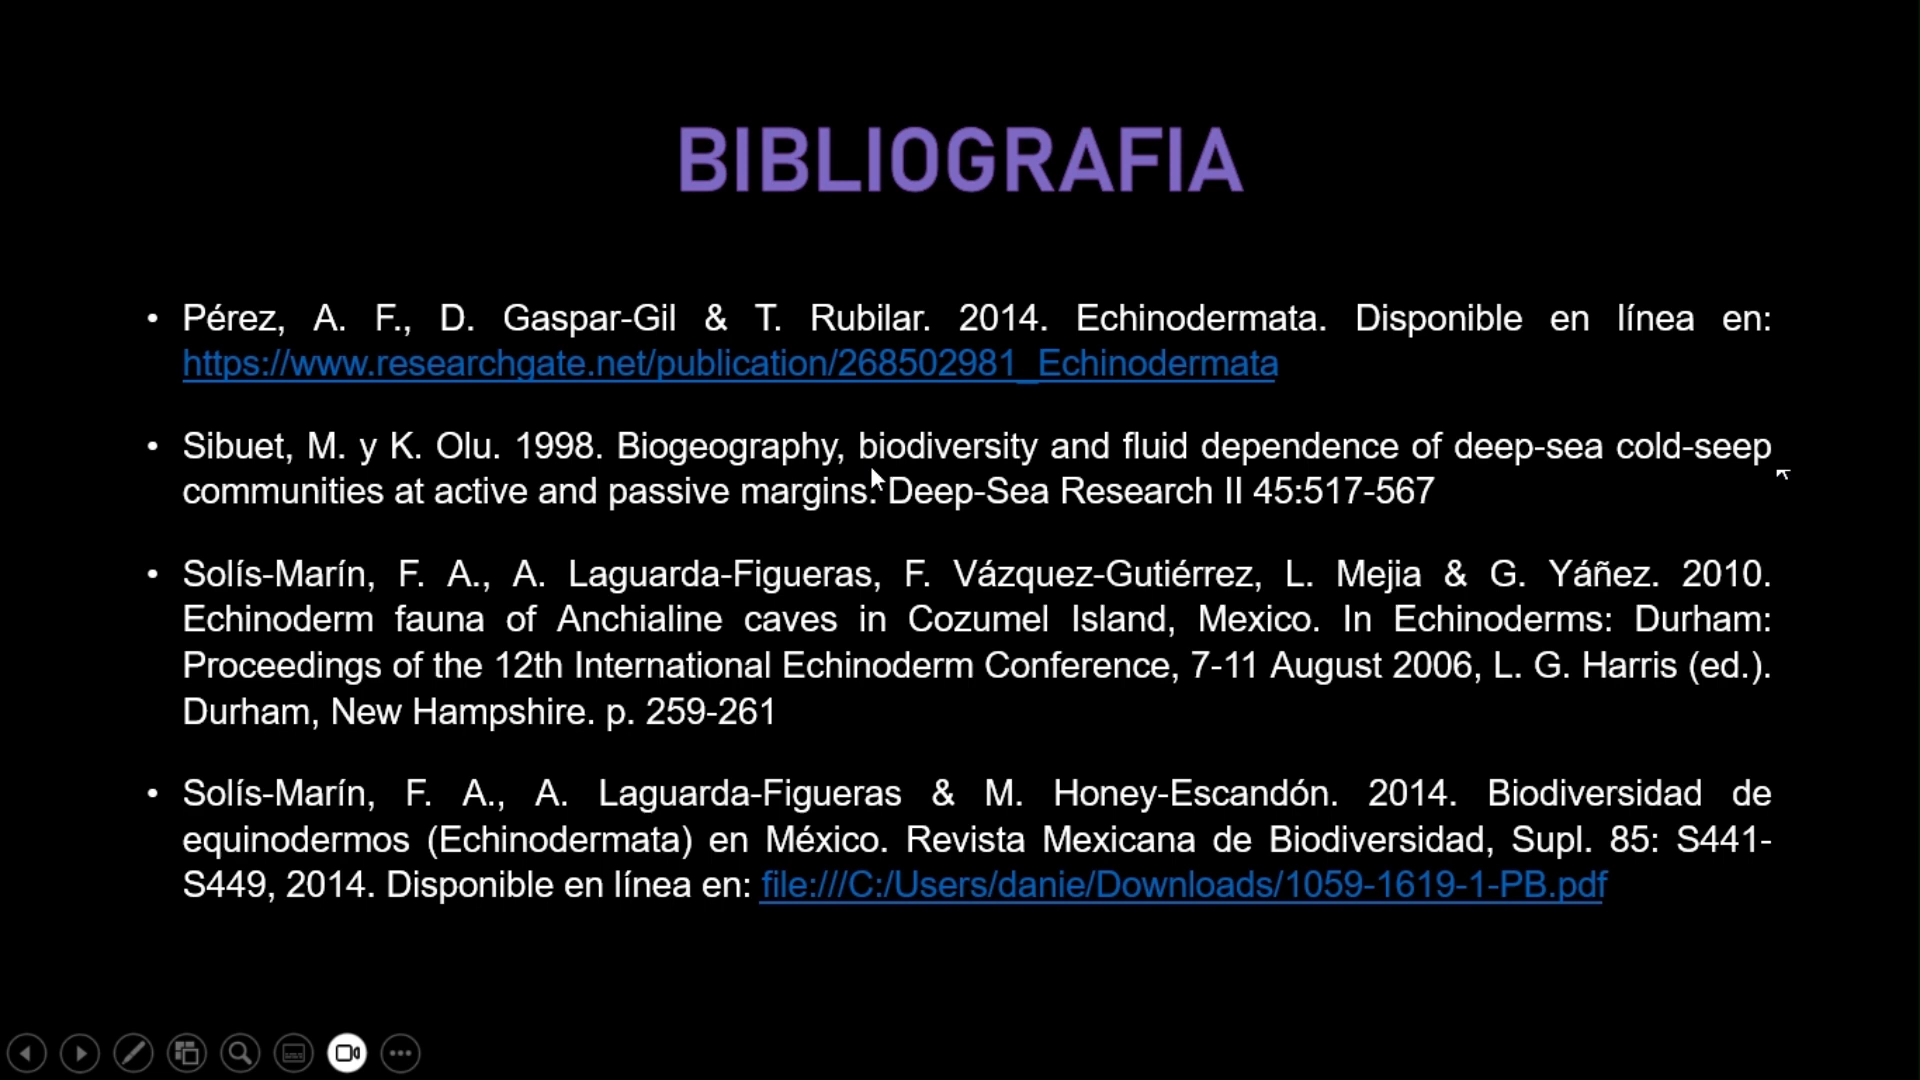 BIBLIOGRAFIA
• Pérez, A. F., D. Gaspar-Gil & T. Rubilar. 2014. Echinodermata. Disponible en línea en:
https://www.researchgate.net/publication/268502981_Echinodermata
• Sibuet, M. y K. Olu. 1998. Biogeography, biodiversity and fluid dependence of deep-sea cold-seep
communities at active and passive margins. Deep-Sea Research II 45:517-567
• Solís-Marín, F. A., A. Laguarda-Figueras, F. Vázquez-Gutiérrez, L. Mejia & G. Yáñez. 2010.
Echinoderm fauna of Anchialine caves in Cozumel Island, Mexico. In Echinoderms: Durham:
Proceedings of the 12th International Echinoderm Conference, 7-11 August 2006, L. G. Harris (ed.).
Durham, New Hampshire. p. 259-261
• Solís-Marín, F. A., A. Laguarda-Figueras & M. Honey-Escandón. 2014. Biodiversidad de
equinodermos (Echinodermata) en México. Revista Mexicana de Biodiversidad, Supl. 85: S441-
S449, 2014. Disponible en línea en: file:///C:/Users/danie/Downloads/1059-1619-1-PB.pdf